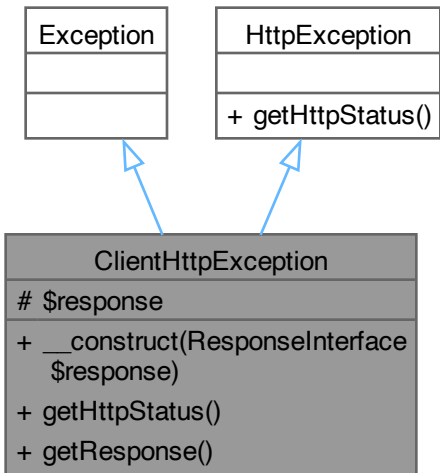 Exception
HttpException
+ getHttpStatus()
ClientHttpException
# $response
+ __construct(ResponseInterface
$response)
+ getHttpStatus()
+ getResponse()